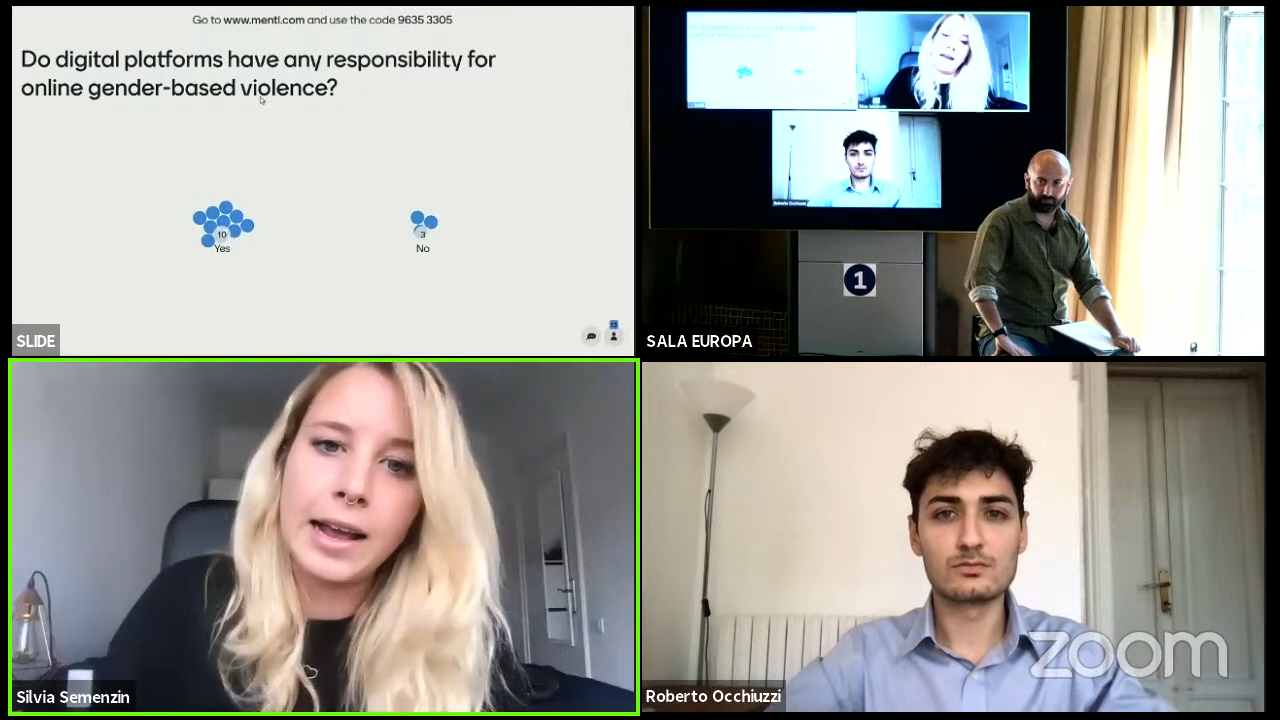 Go to www.menti.com and use the code 9635 3305
Do digital platforms have any responsibility for
online gender-based violence?
10
3
Yes
No
13
SLIDE
1
SALA EUROPA
Silvia Semenzin
Roberto Occhiuzzi
zoom